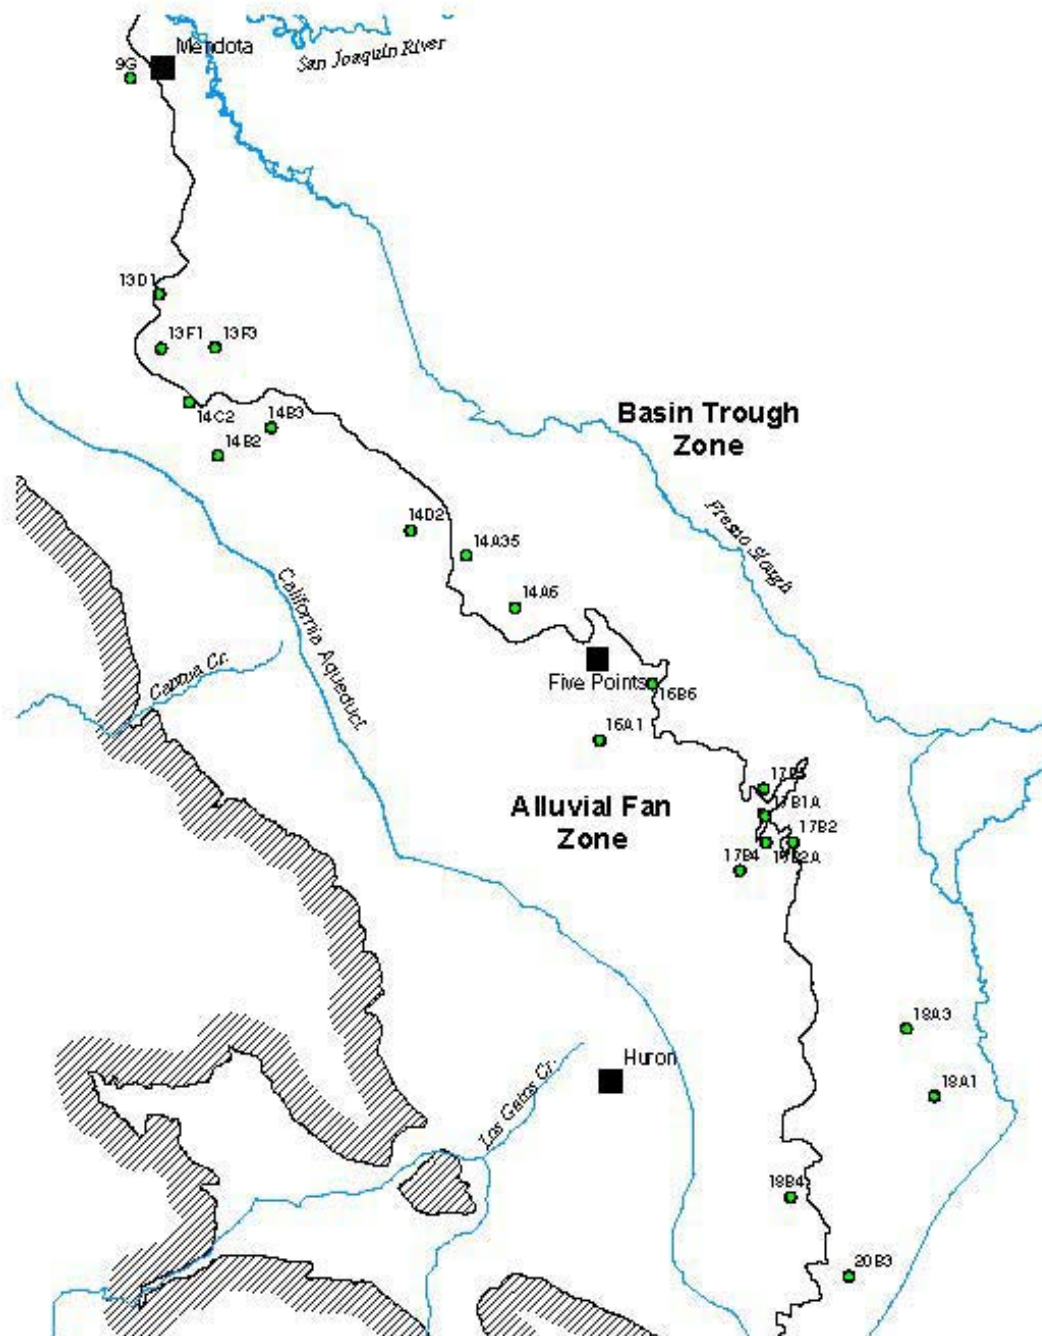 Mendota
San Joaquin River
9G
13D1
13F1
13F3
14C2
14B3
14B2
Basin Trough
Zone
Fresno Slough
14D2
14A35
14A6
California Aqueduct
Cantua Cr.
Five Points
16B6
16A1
Alluvial Fan
Zone
17B1A
17B2
17B4
17B2A
18A3
Huron
18A1
Los Gatos Cr.
18B4
20B3